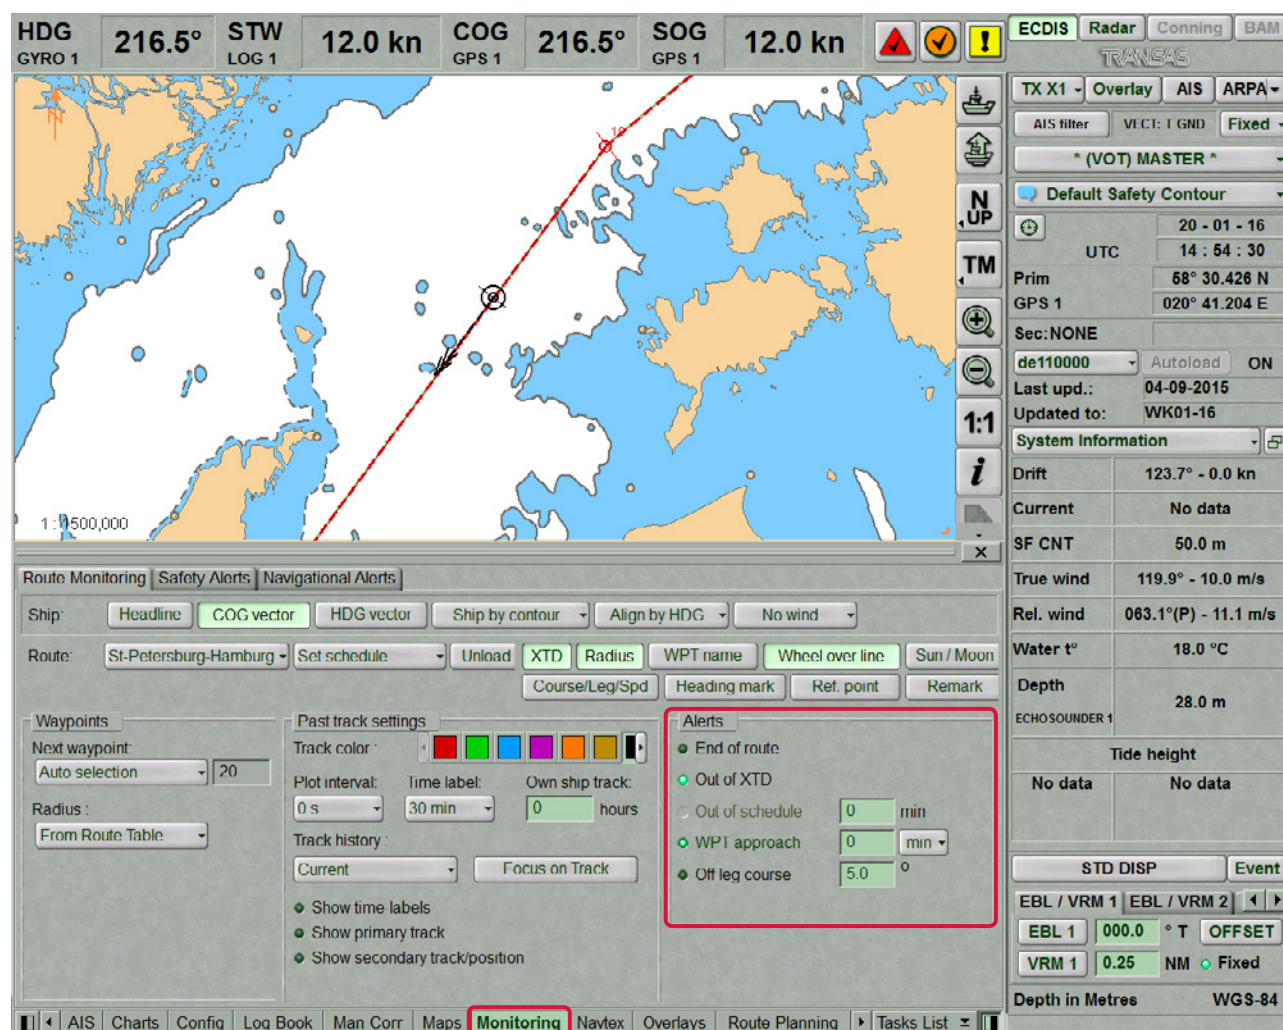 HDG 216.5° STW 12.0 kn COG 216.5° SOG 12.0 kn
GYRO 1 LOG 1 GPS 1 GPS 1
ECDIS Radar Conning BAM
TRANSAS
TX X1 Overlay AIS ARPA
AIS filter VECT: T GND Fixed
* (VOT) MASTER *
Default Safety Contour
20 - 01 - 16
UTC 14 : 54 : 30
Prim 58° 30.426 N
GPS 1 020° 41.204 E
Sec:NONE
de110000 Autoload ON
Last upd.: 04-09-2015
Updated to: WK01-16
System Information
Drift 123.7° - 0.0 kn
Current No data
SF CNT 50.0 m
True wind 119.9° - 10.0 m/s
Rel. wind 063.1°(P) - 11.1 m/s
Water t° 18.0 °C
Depth
ECHOSOUNDER 1 28.0 m
Tide height
No data No data
STD DISP Event
EBL / VRM 1 EBL / VRM 2
EBL 1 000.0 ° T OFFSET
VRM 1 0.25 NM Fixed
Depth in Metres WGS-84
N
19
N
UP
TM
1:1
i
1 : 1500,000
X
Route Monitoring Safety Alerts Navigational Alerts
Ship: Headline COG vector HDG vector Ship by contour Align by HDG No wind
Route: St-Petersburg-Hamburg Set schedule Unload XTD Radius WPT name Wheel over line Sun / Moon
Course/Leg/Spd Heading mark Ref. point Remark
Waypoints
Next waypoint:
Auto selection 20
Radius :
From Route Table
Past track settings
Track color :
Plot interval: Time label: Own ship track:
0 s 30 min 0 hours
Track history :
Current Focus on Track
Show time labels
Show primary track
Show secondary track/position
Alerts
End of route
Out of XTD
Out of schedule 0 min
WPT approach 0 min
Off leg course 5.0 °
AIS Charts Config Log Book Man Corr Maps Monitoring Navtex Overlays Route Planning Tasks List